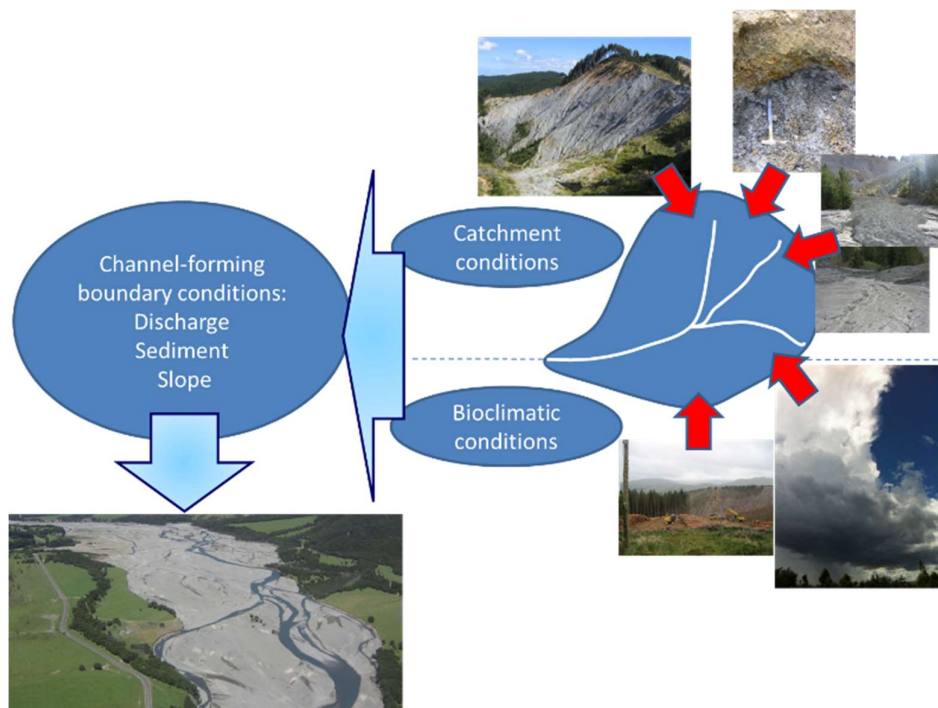 Channel-forming
boundary conditions:
Discharge
Sediment
Slope
Catchment
conditions
Bioclimatic
conditions